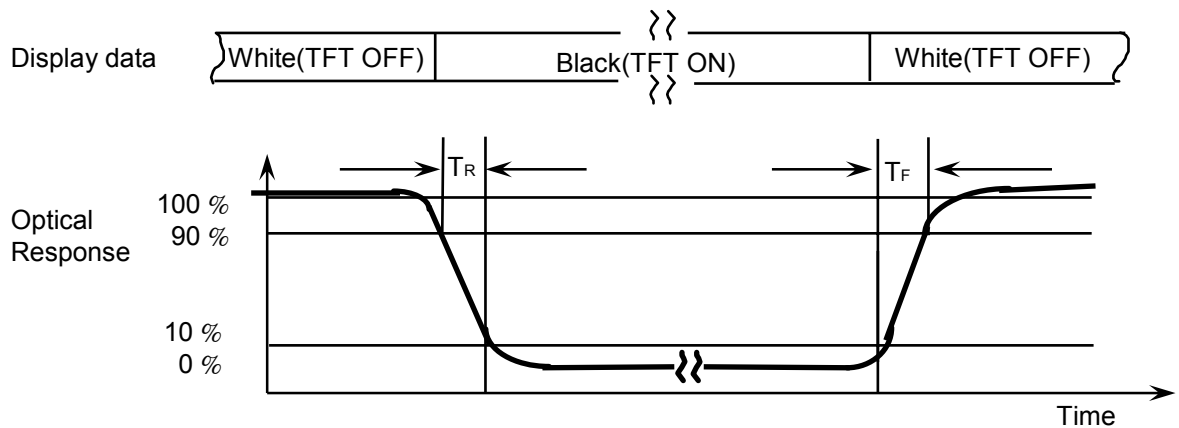 Display data
White(TFT OFF)
Black(TFT ON)
White(TFT OFF)
TR
TF
Optical
Response
100 %
90 %
10 %
0 %
Time